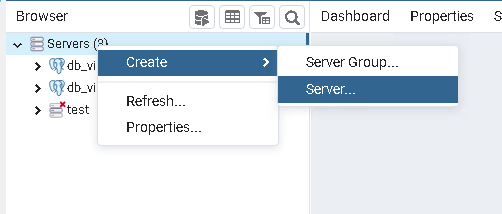 Browser
Dashboard Properties S
Servers (3)
db_vi
Create
Server Group...
db_vi
Server...
test
Refresh...
Properties...